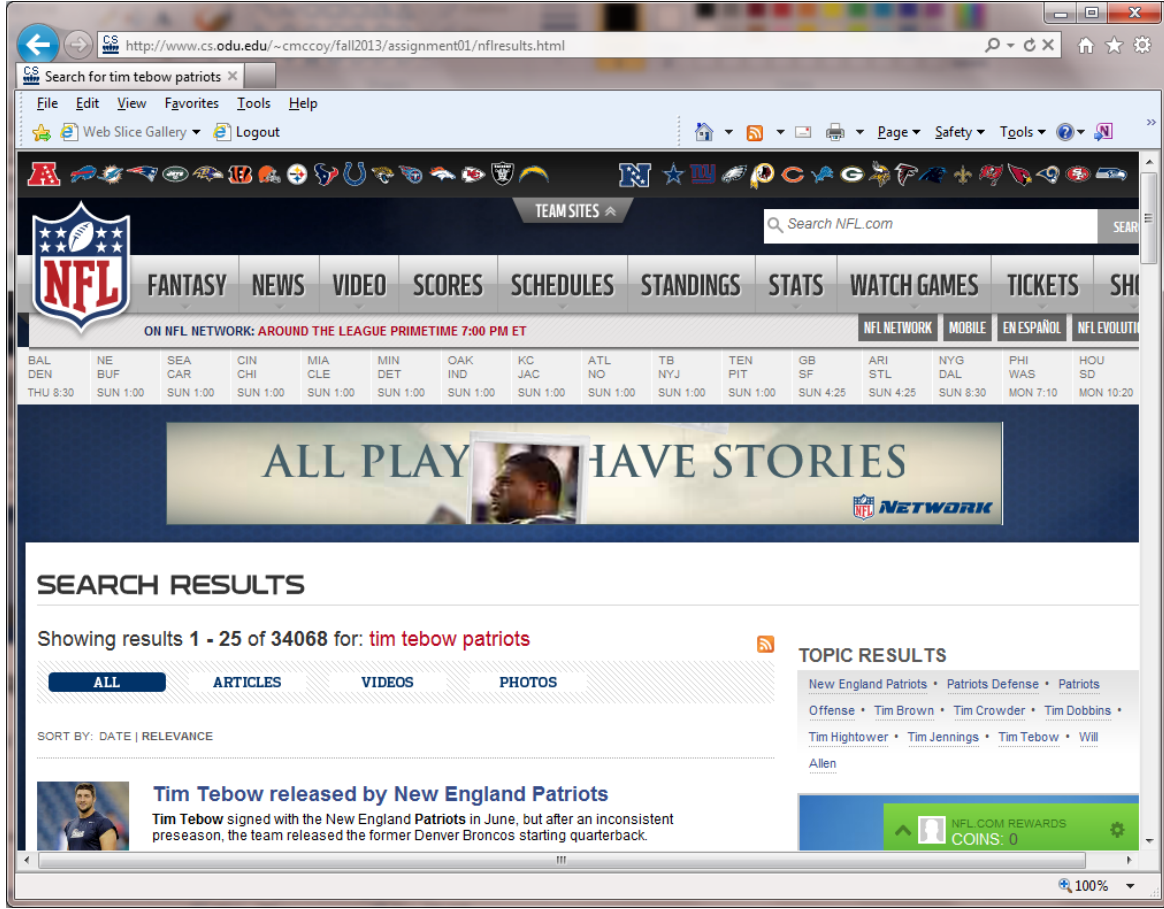 http://www.cs.odu.edu/~cmccoy/fall2013/assignment01/nflresults.html
CS Search for tim tebow patriots
File Edit View Favorites Tools Help
Web Slice Gallery Logout Page Safety Tools
TEAM SITES
Search NFL.com SEAR
NFL
FANTASY NEWS VIDEO SCORES SCHEDULES STANDINGS STATS WATCH GAMES TICKETS SHO
ON NFL NETWORK: AROUND THE LEAGUE PRIMETIME 7:00 PM ET NFL NETWORK MOBILE EN ESPAÑOL NFL EVOLUTI
BAL NE SEA CIN MIA MIN OAK KC ATL TB TEN GB ARI NYG PHI HOU
DEN BUF CAR CHI CLE DET IND JAC NO NYJ PIT SF STL DAL WAS SD
THU 8:30 SUN 1:00 SUN 1:00 SUN 1:00 SUN 1:00 SUN 1:00 SUN 1:00 SUN 1:00 SUN 1:00 SUN 1:00 SUN 1:00 SUN 4:25 SUN 4:25 SUN 8:30 MON 7:10 MON 10:20
ALL PLAY HAVE STORIES
NFL NETWORK
SEARCH RESULTS
Showing results 1 - 25 of 34068 for: tim tebow patriots
ALL ARTICLES VIDEOS PHOTOS
SORT BY: DATE | RELEVANCE
Tim Tebow released by New England Patriots
Tim Tebow signed with the New England Patriots in June, but after an inconsistent
preseason, the team released the former Denver Broncos starting quarterback.
TOPIC RESULTS
New England Patriots • Patriots Defense • Patriots
Offense • Tim Brown • Tim Crowder • Tim Dobbins •
Tim Hightower • Tim Jennings • Tim Tebow • Will
Allen
NFL.COM REWARDS
COINS: 0
100%